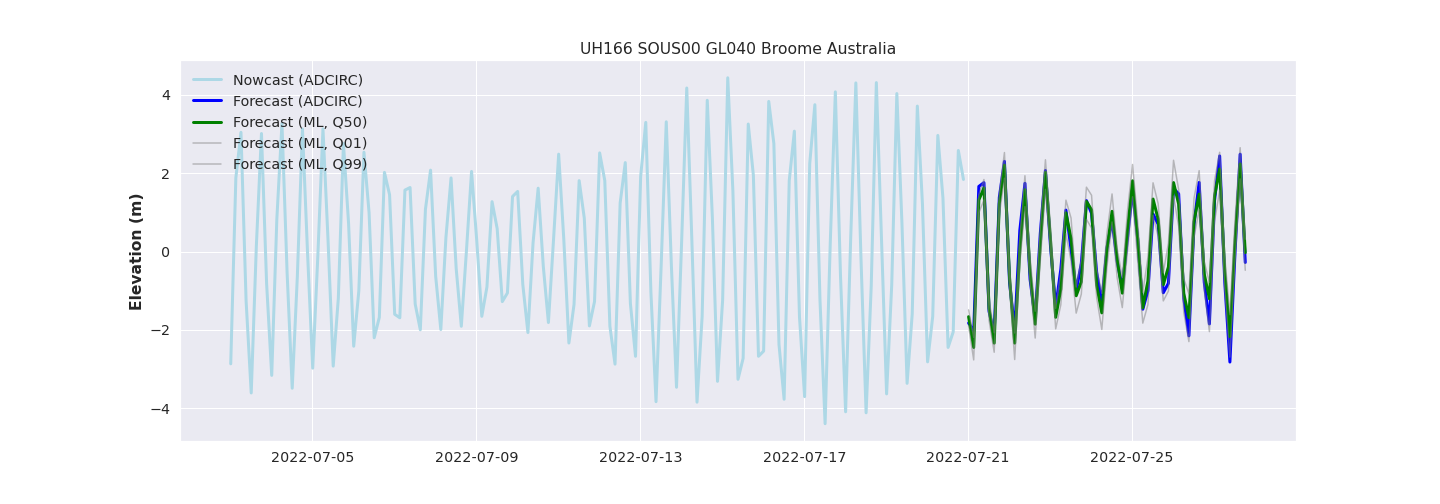 UH166 SOUS00 GL040 Broome Australia
Nowcast (ADCIRC)
Forecast (ADCIRC)
Forecast (ML, Q50)
Forecast (ML, Q01)
Forecast (ML, Q99)
Elevation (m)
4
2
0
−2
−4
2022-07-05
2022-07-09
2022-07-13
2022-07-17
2022-07-21
2022-07-25